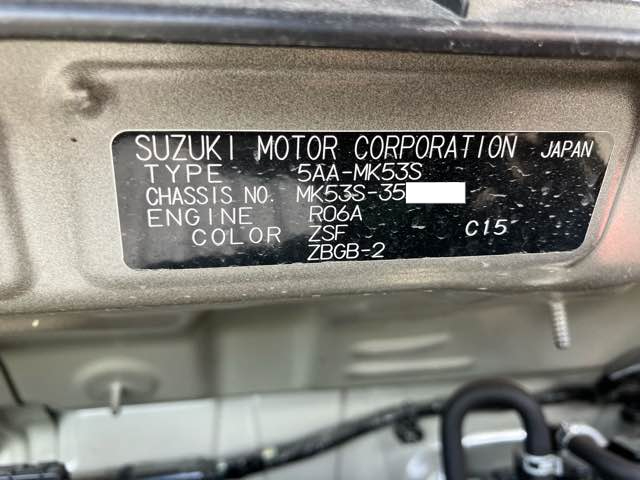 SUZUKI MOTOR CORPORATION JAPAN
TYPE 5AA-MK53S
CHASSIS NO. MK53S-35
ENGINE R06A
COLOR ZSF C15
ZBGB-2